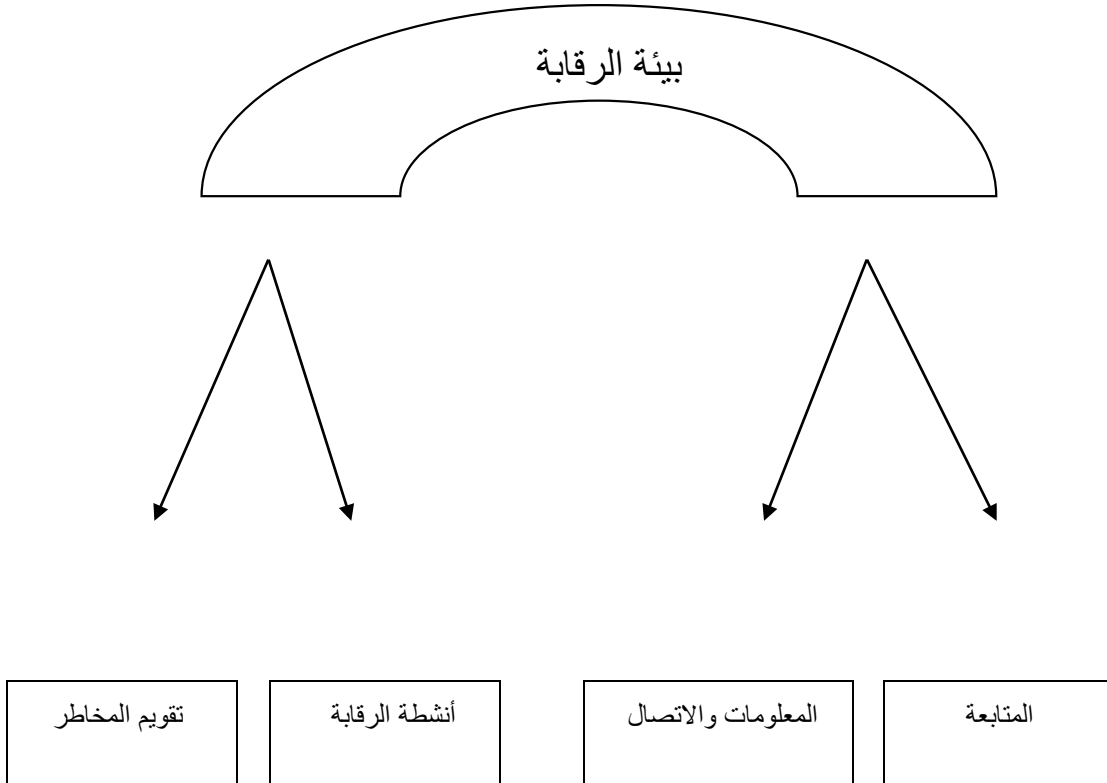 بيئة الرقابة
المتابعة
المعلومات والاتصال
أنشطة الرقابة
تقويم المخاطر